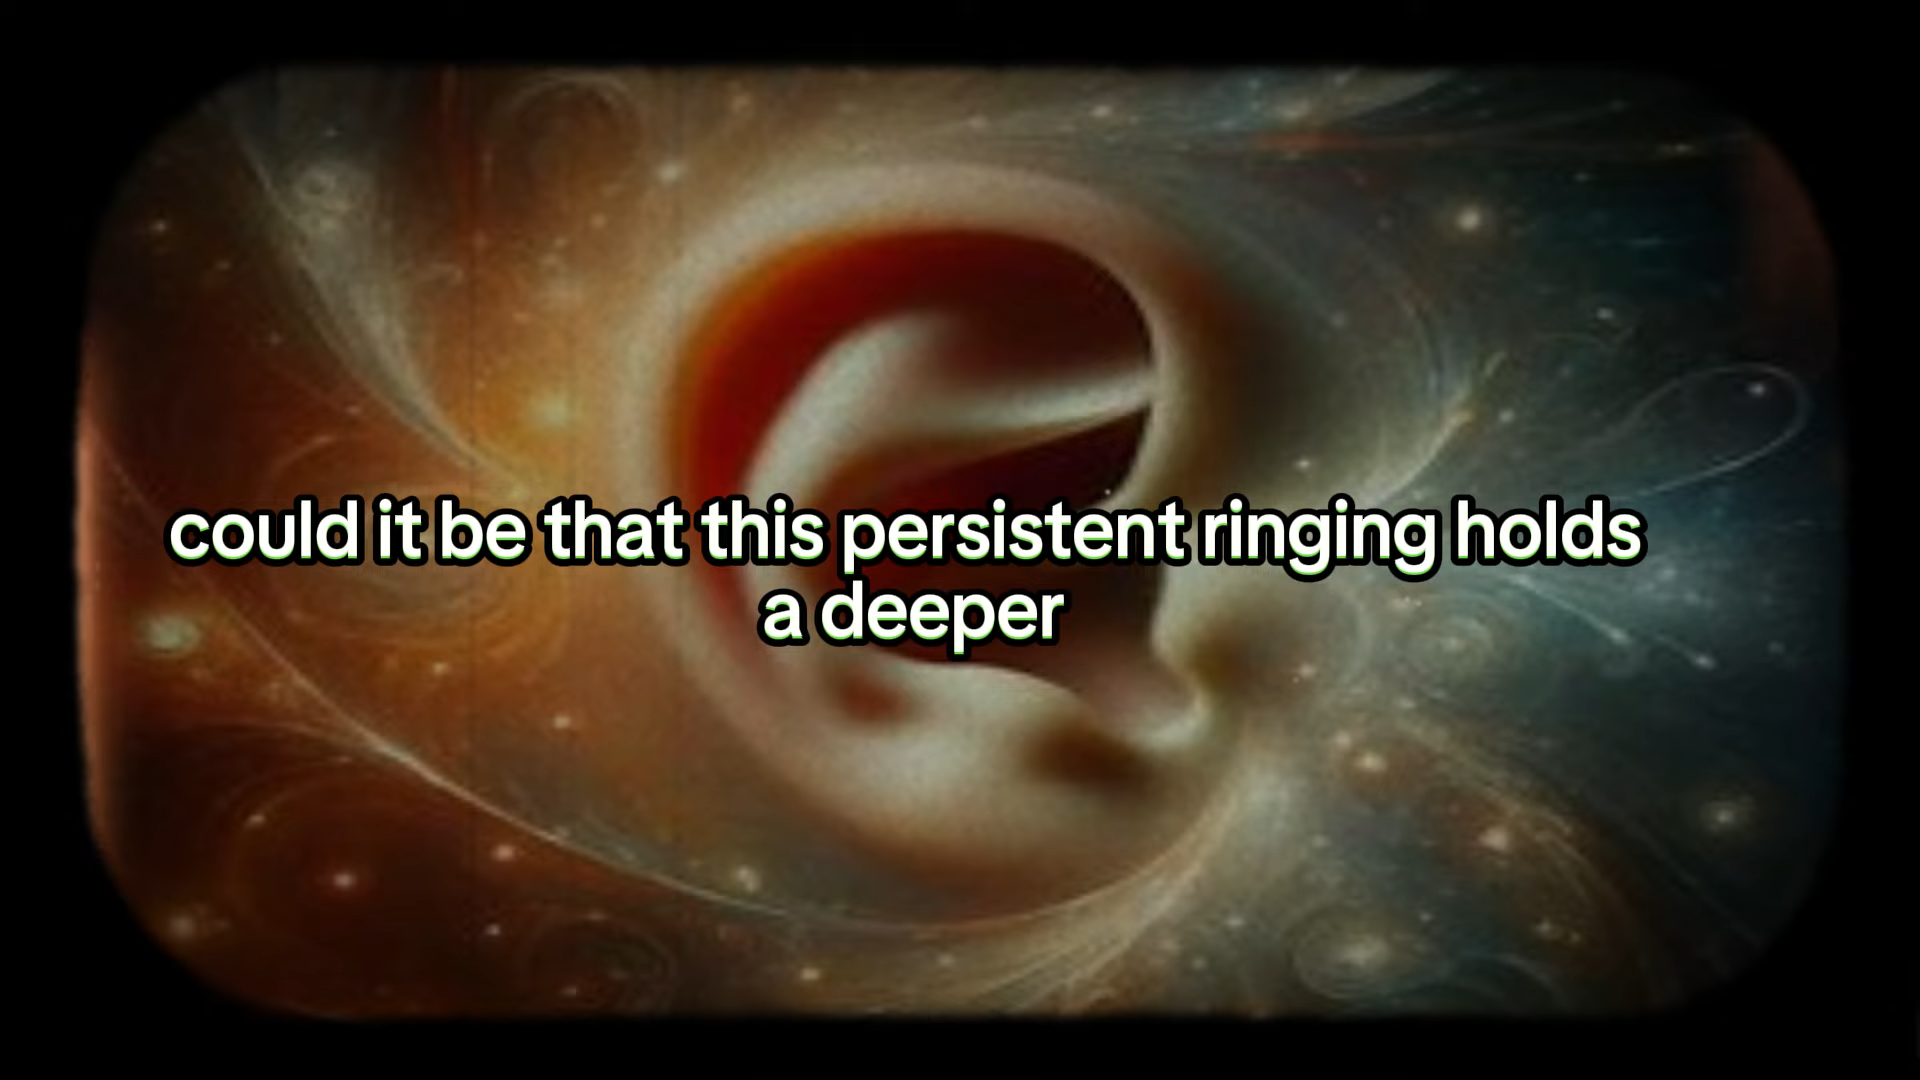 could it be that this persistent ringing holds
a deeper